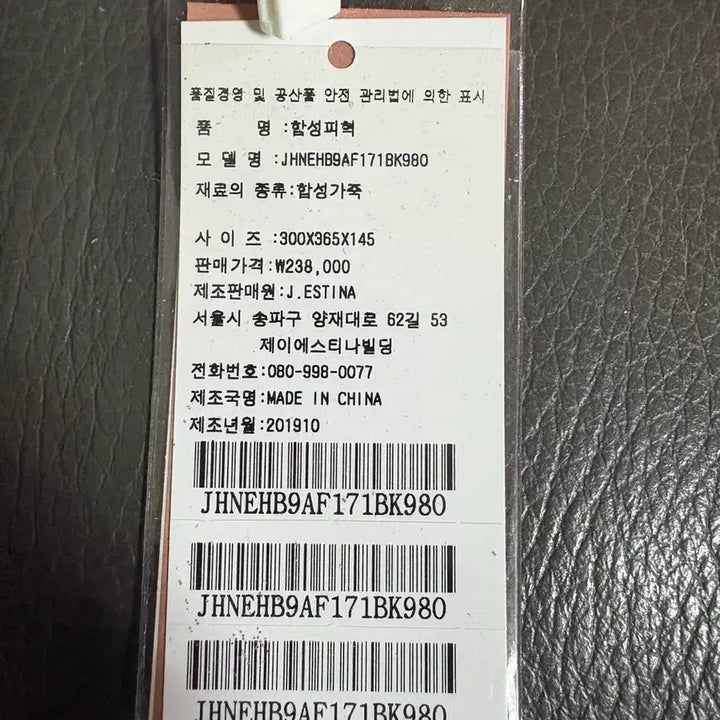 품질경영 및 공산품 안전 관리법에 의한 표시
품 명 :합성피혁
모 델 명 :JHNEHB9AF171BK980
재료의 종류:합성가죽
사 이 즈 :300X365X145
판매가격:₩238,000
제조판매원:J.ESTINA
서울시 송파구 양재대로 62길 53
제이에스티나빌딩
전화번호:080-998-0077
제조국명:MADE IN CHINA
제조년월:201910
JHNEHB9AF171BK980
JHNEHB9AF171BK980
JHNEHB9AF171BK980